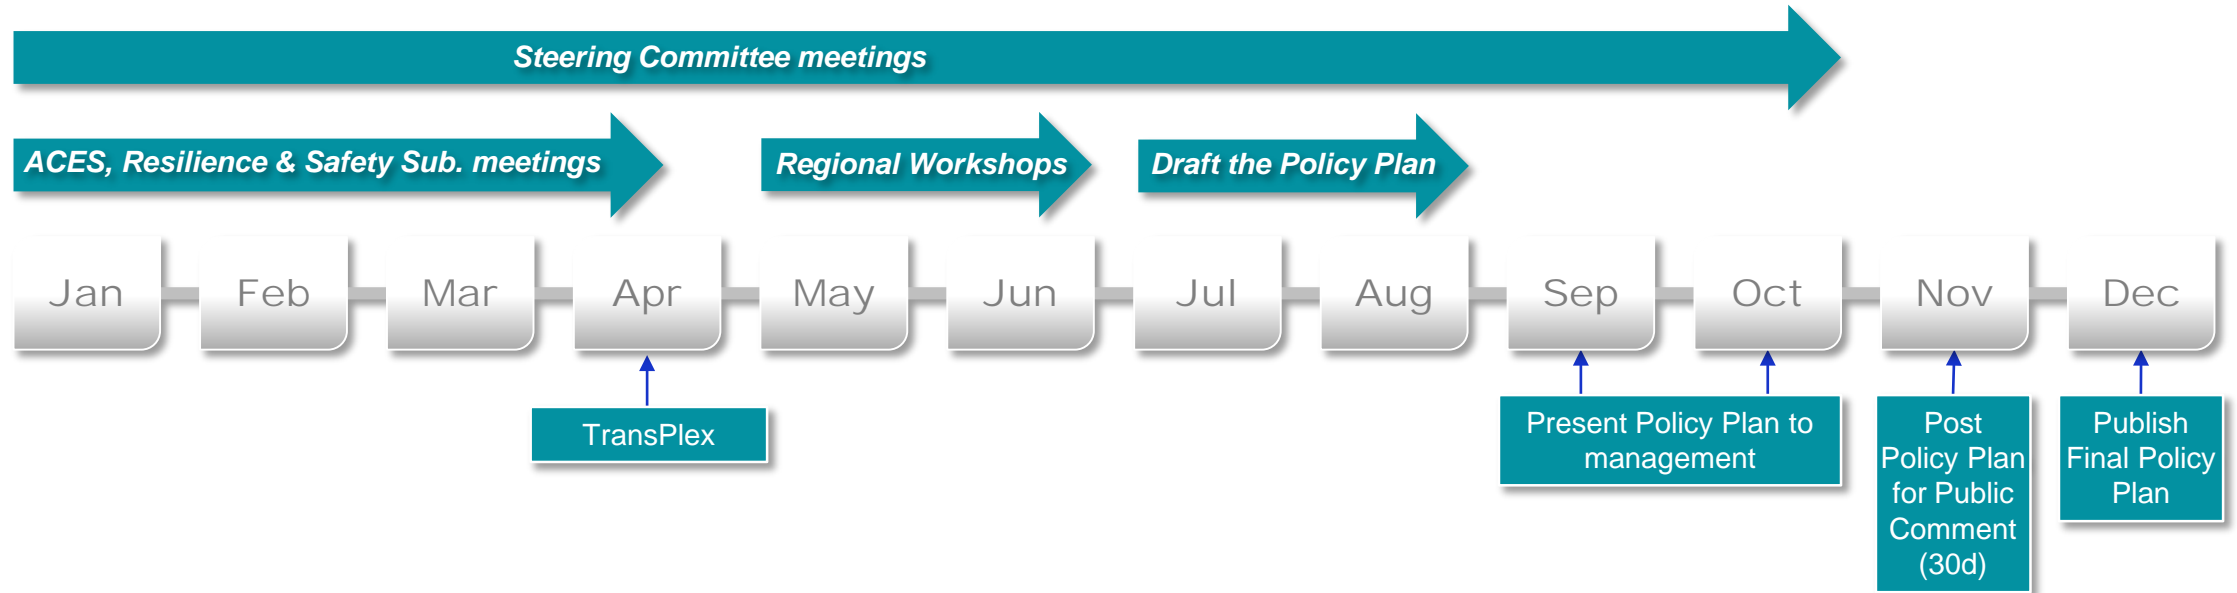 Steering Committee meetings
ACES, Resilience & Safety Sub. meetings
Regional Workshops
Draft the Policy Plan
Jan
Feb
Mar
Apr
May
Jun
Jul
Aug
Sep
Oct
Nov
Dec
TransPlex
Present Policy Plan to
management
Post
Policy Plan
for Public
Comment
(30d)
Publish
Final Policy
Plan